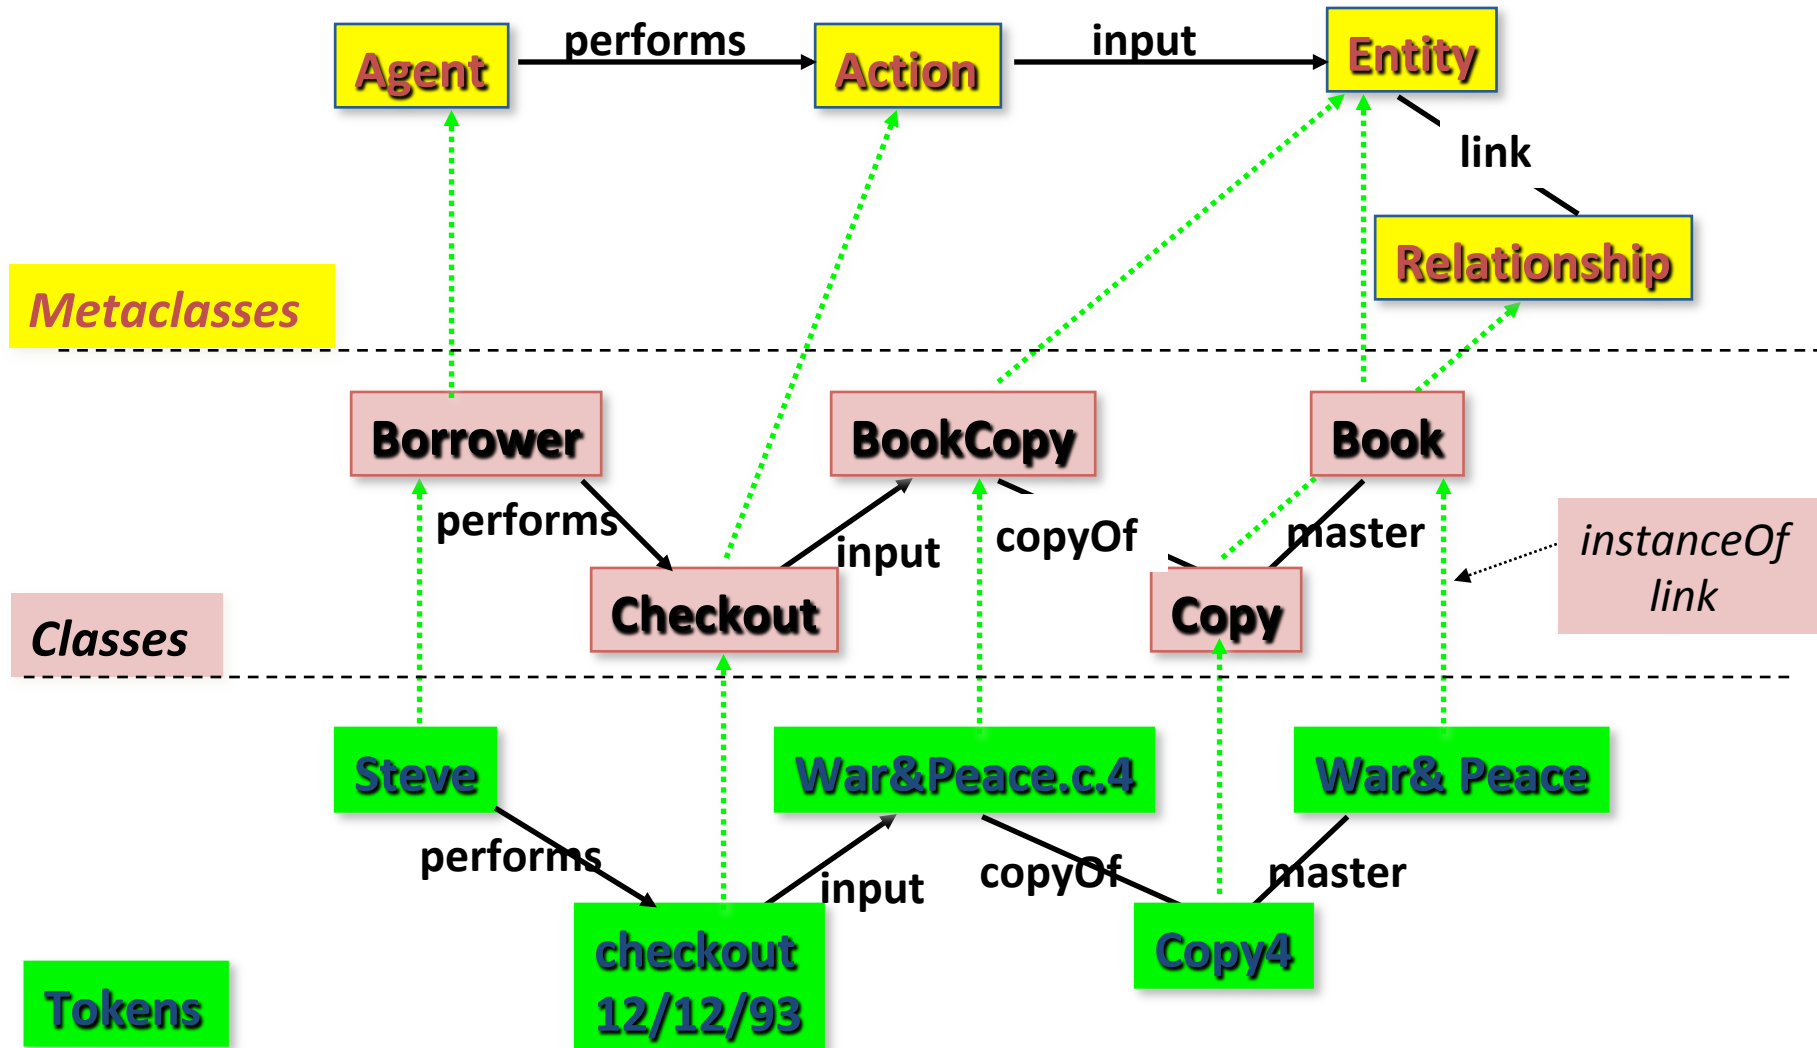 performs
input
Agent
Action
Entity
link
Relationship
Metaclasses
Borrower
BookCopy
Book
performs
input
copyOf
master
instanceOf
link
Checkout
Copy
Classes
Steve
War&Peace.c.4
War& Peace
performs
input
copyOf
master
checkout
12/12/93
Copy4
Tokens